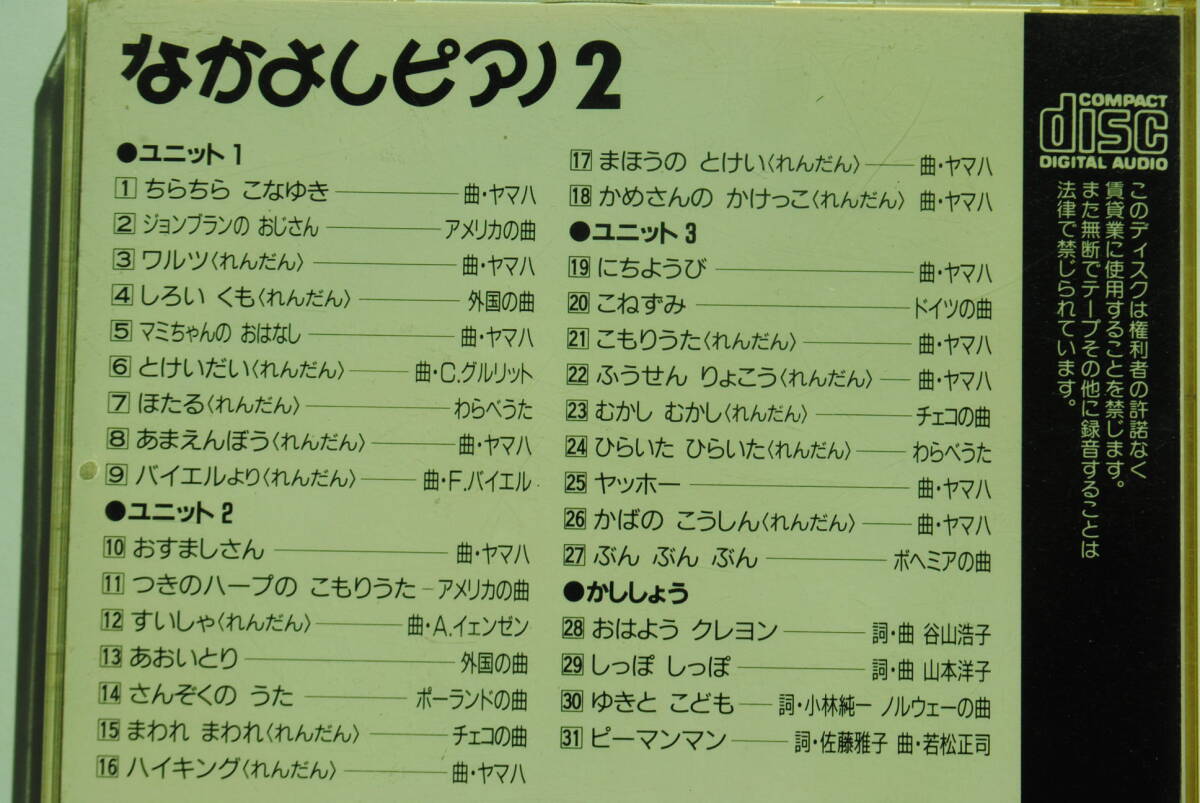 なかよしピアノ2
●ユニット1
1 ちらちら こなゆき 曲・ヤマハ
2 ジョンブランの おじさん アメリカの曲
3 ワルツ〈れんだん〉 曲・ヤマハ
4 しろい くも〈れんだん〉 外国の曲
5 マミちゃんの おはなし 曲・ヤマハ
6 とけいだい〈れんだん〉 曲・C.グルリット
7 ほたる〈れんだん〉 わらべうた
8 あまえんぼう〈れんだん〉 曲・ヤマハ
9 バイエルより〈れんだん〉 曲・F.バイエル
●ユニット2
10 おすましさん 曲・ヤマハ
11 つきのハープの こもりうた アメリカの曲
12 すいしゃ〈れんだん〉 曲・A.イェンゼン
13 あおいとり 外国の曲
14 さんぞくの うた ポーランドの曲
15 まわれ まわれ〈れんだん〉 チェコの曲
16 ハイキング〈れんだん〉 曲・ヤマハ
17 まほうの とけい〈れんだん〉 曲・ヤマハ
18 かめさんの かけっこ〈れんだん〉 曲・ヤマハ
●ユニット3
19 にちようび 曲・ヤマハ
20 こねずみ ドイツの曲
21 こもりうた〈れんだん〉 曲・ヤマハ
22 ふうせん りょこう〈れんだん〉 曲・ヤマハ
23 むかし むかし〈れんだん〉 チェコの曲
24 ひらいた ひらいた〈れんだん〉 わらべうた
25 ヤッホー 曲・ヤマハ
26 かばの こうしん〈れんだん〉 曲・ヤマハ
27 ぶん ぶん ぶん ボヘミアの曲
●かししょう
28 おはよう クレヨン 詞・曲 谷山浩子
29 しっぽ しっぽ 詞・曲 山本洋子
30 ゆきと こども 詞・小林純一 ノルウェーの曲
31 ピーマンマン 詞・佐藤雅子 曲・若松正司
COMPACT
disc
DIGITAL AUDIO
このディスクは権利者の許諾なく
賃貸業に使用することを禁じます。
また無断でテープその他に録音することは
法律で禁じられています。